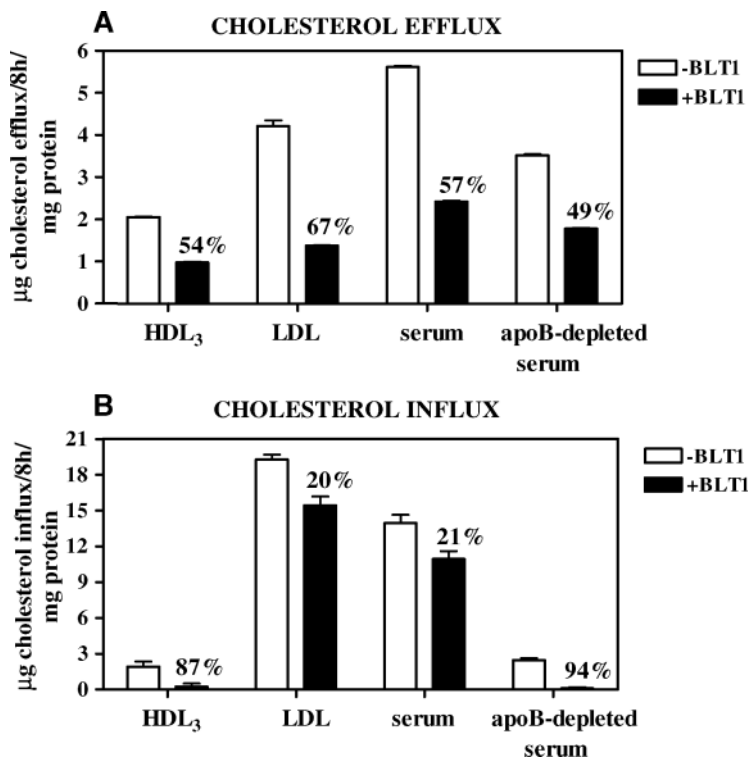 A
CHOLESTEROL EFFLUX
µg cholesterol efflux/8h/
mg protein
6
5
4
3
2
1
0
54%
67%
57%
49%
-BLT1
+BLT1
HDL₃
LDL
serum
apoB-depleted
serum
B
CHOLESTEROL INFLUX
µg cholesterol influx/8h/
mg protein
21
18
15
12
9
6
3
0
87%
20%
21%
94%
-BLT1
+BLT1
HDL₃
LDL
serum
apoB-depleted
serum